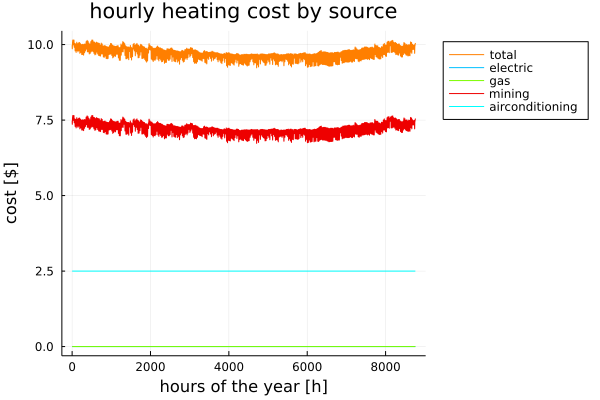 hourly heating cost by source
10.0
7.5
5.0
2.5
0.0
cost [$]
0 2000 4000 6000 8000
hours of the year [h]
total
electric
gas
mining
airconditioning